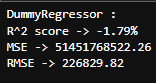 DummyRegressor :
R^2 score -> -1.79%
MSE -> 51451768522.26
RMSE -> 226829.82